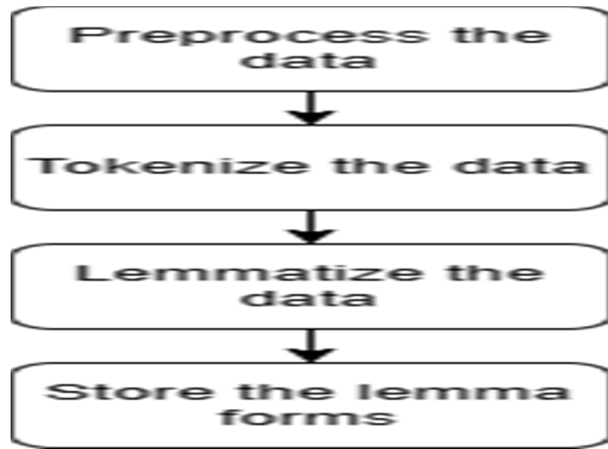 Preprocess the
data
Tokenize the data
Lemmatize the
data
Store the lemma
forms